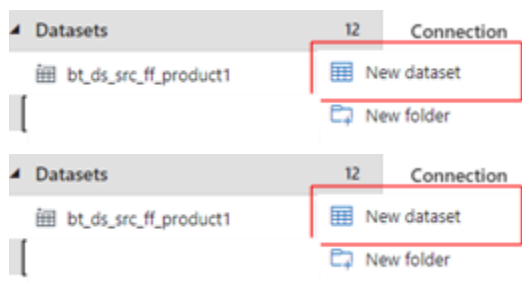 Datasets 12 Connection
bt_ds_src_ff_product1 New dataset
New folder
Datasets 12 Connection
bt_ds_src_ff_product1 New dataset
New folder